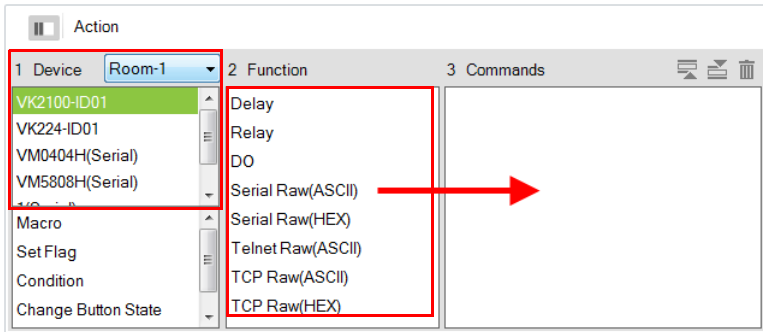 Action
1 Device
Room-1
2 Function
3 Commands
VK2100-ID01
VK224-ID01
VM0404H(Serial)
VM5808H(Serial)
Macro
Set Flag
Condition
Change Button State
Delay
Relay
DO
Serial Raw(ASCII)
Serial Raw(HEX)
Telnet Raw(ASCII)
TCP Raw(ASCII)
TCP Raw(HEX)